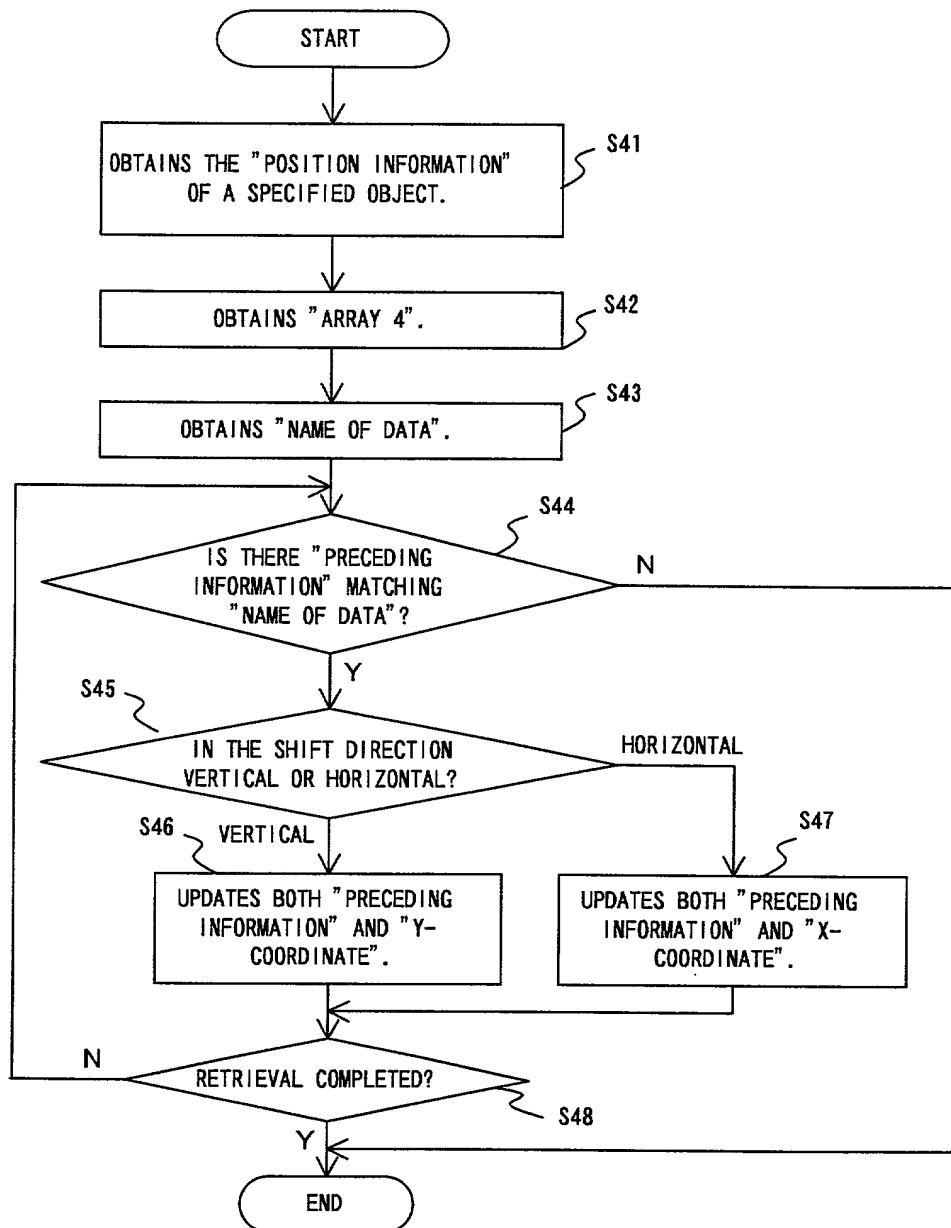 START
S41
OBTAINS THE "POSITION INFORMATION"
OF A SPECIFIED OBJECT.
S42
OBTAINS "ARRAY 4".
S43
OBTAINS "NAME OF DATA".
S44
IS THERE "PRECEDING
INFORMATION" MATCHING
"NAME OF DATA"?
N
Y
S45
IN THE SHIFT DIRECTION
VERTICAL OR HORIZONTAL?
HORIZONTAL
VERTICAL
S46
UPDATES BOTH "PRECEDING
INFORMATION" AND "Y-
COORDINATE".
S47
UPDATES BOTH "PRECEDING
INFORMATION" AND "X-
COORDINATE".
N
RETRIEVAL COMPLETED?
S48
Y
END